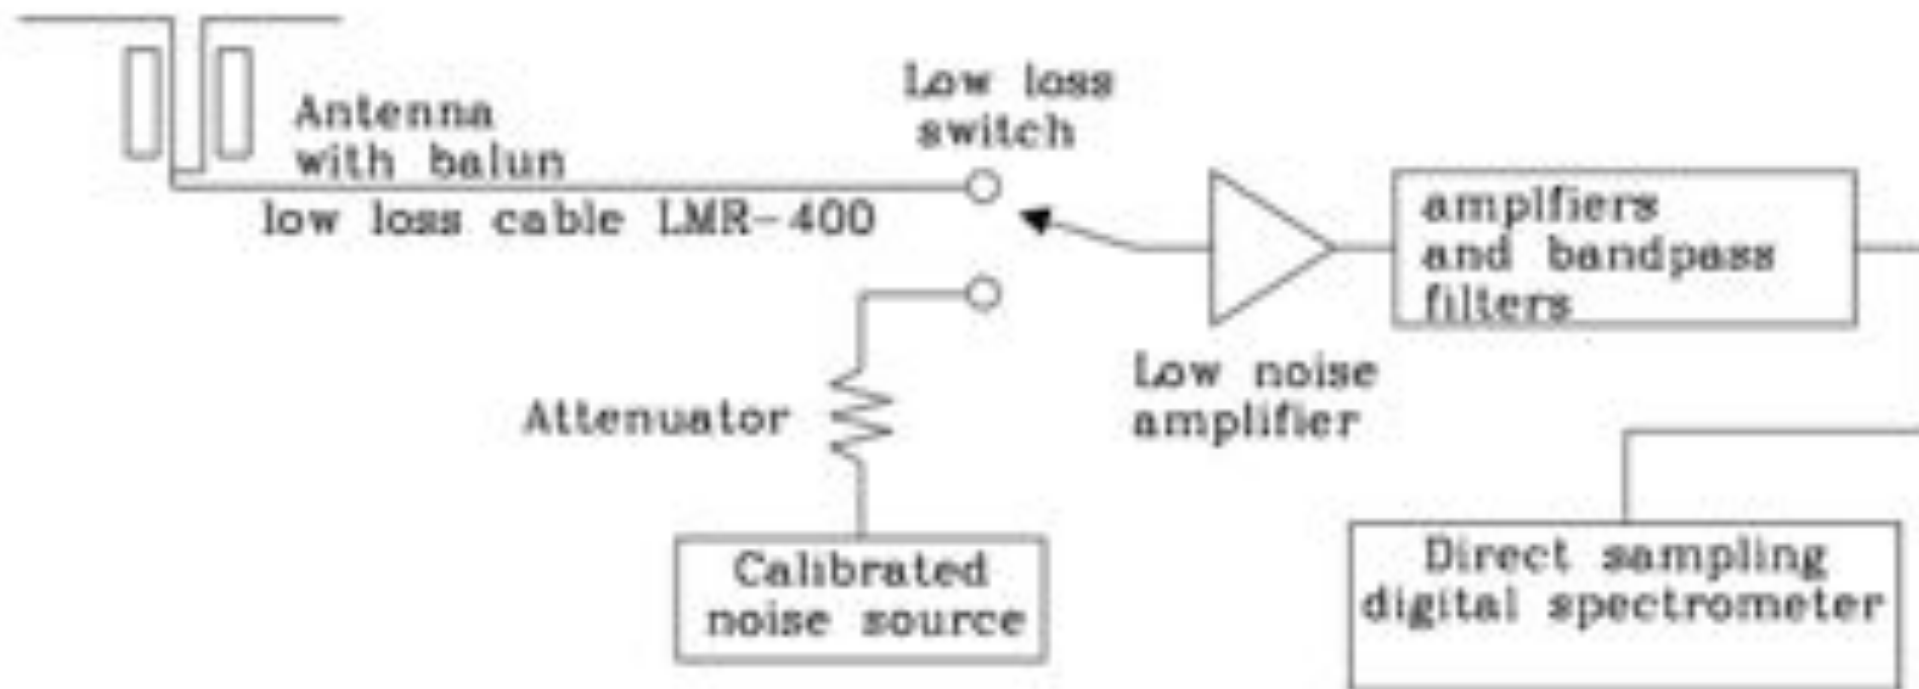 Antenna
with balun
low loss cable LMR-400
Low loss
switch
amplfiers
and bandpass
filters
Low noise
amplifier
Attenuator
Calibrated
noise source
Direct sampling
digital spectrometer